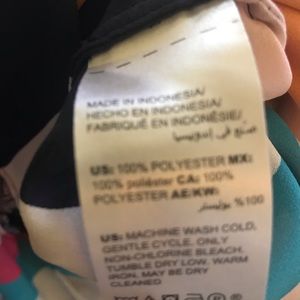 MADE IN INDONESIA/
HECHO EN INDONESIA/
FABRIQUÉ EN INDONÉSIE/
صنع في إندونيسيا
US: 100% POLYESTER MX:
100% poliéster CA: 100%
POLYESTER AE/KW:
100% بوليستر
US: MACHINE WASH COLD,
GENTLE CYCLE. ONLY
NON-CHLORINE BLEACH.
TUMBLE DRY LOW. WARM
IRON. MAY BE DRY
CLEANED